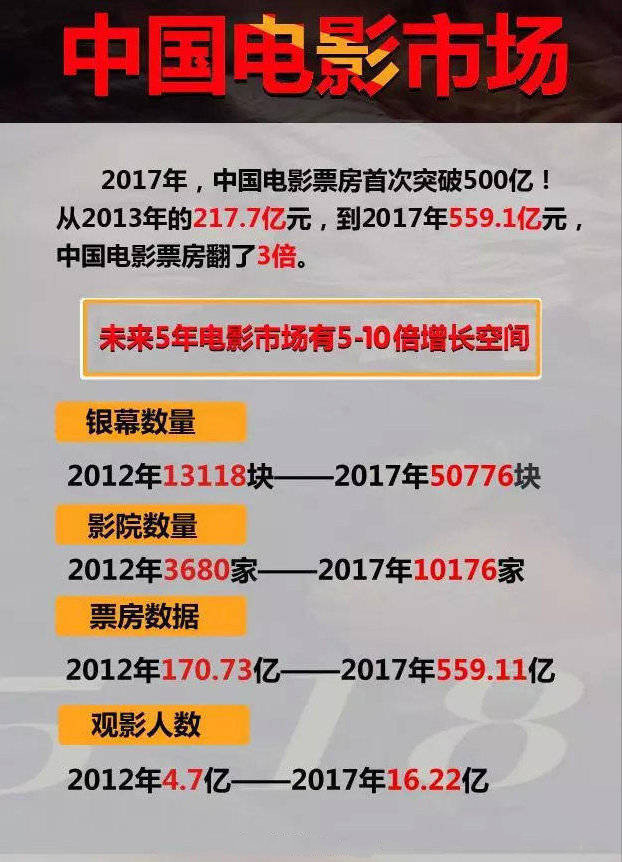 中国电影市场
2017年，中国电影票房首次突破500亿！
从2013年的217.7亿元，到2017年559.1亿元，
中国电影票房翻了3倍。
未来5年电影市场有5-10倍增长空间
银幕数量
2012年13118块——2017年50776块
影院数量
2012年3680家——2017年10176家
票房数据
2012年170.73亿——2017年559.11亿
观影人数
2012年4.7亿——2017年16.22亿
518